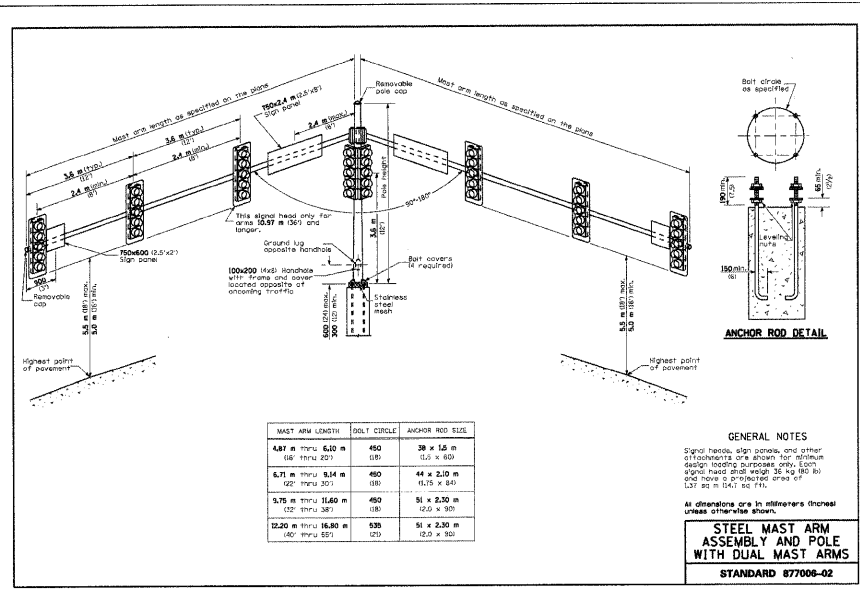 Mast arm length as specified on the plans
Mast arm length as specified on the plans
Removable
pole cap
750x2.4 m (2.5'x8')
Sign panel
2.4 m (max.)
(8')
3.6 m (typ.)
(12')
2.4 m (min.)
(8')
3.6 m (typ.)
(12')
2.4 m (min.)
(8')
Pole height
90°-180°
3.6 m
(12')
This signal head only for
arms 10.97 m (36') and
longer.
Ground lug
opposite handhole
100x200 (4x8) Handhole
with frame and cover
located opposite of
oncoming traffic
Bolt covers
(4 required)
Stainless
steel
mesh
600 (24) max.
300 (12) min.
750x600 (2.5'x2')
Sign panel
900
(3')
Removable
cap
5.5 m (18') max.
5.0 m (16') min.
5.5 m (18') max.
5.0 m (16') min.
Highest point
of pavement
Highest point
of pavement
Bolt circle
as specified
190 min.
(7.5)
65 min.
(2½)
Leveling
nuts
150 min.
(6)
ANCHOR ROD DETAIL
MAST ARM LENGTH BOLT CIRCLE ANCHOR ROD SIZE
4.87 m thru 6.10 m 450 38 x 1.5 m
(16' thru 20') (18) (1.5 x 60)
6.71 m thru 9.14 m 450 44 x 2.10 m
(22' thru 30') (18) (1.75 x 84)
9.75 m thru 11.60 m 450 51 x 2.30 m
(32' thru 38') (18) (2.0 x 90)
12.20 m thru 16.80 m 535 51 x 2.30 m
(40' thru 55') (21) (2.0 x 90)
GENERAL NOTES
Signal heads, sign panels, and other
attachments are shown for minimum
design loading purposes only. Each
signal head shall weigh 36 kg (80 lb)
and have a projected area of
1.37 sq m (14.7 sq ft).
All dimensions are in millimeters (inches)
unless otherwise shown.
STEEL MAST ARM
ASSEMBLY AND POLE
WITH DUAL MAST ARMS
STANDARD 877006-02